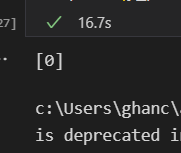 27]
16.7s
[0]
c:\Users\ghanc\
is deprecated i